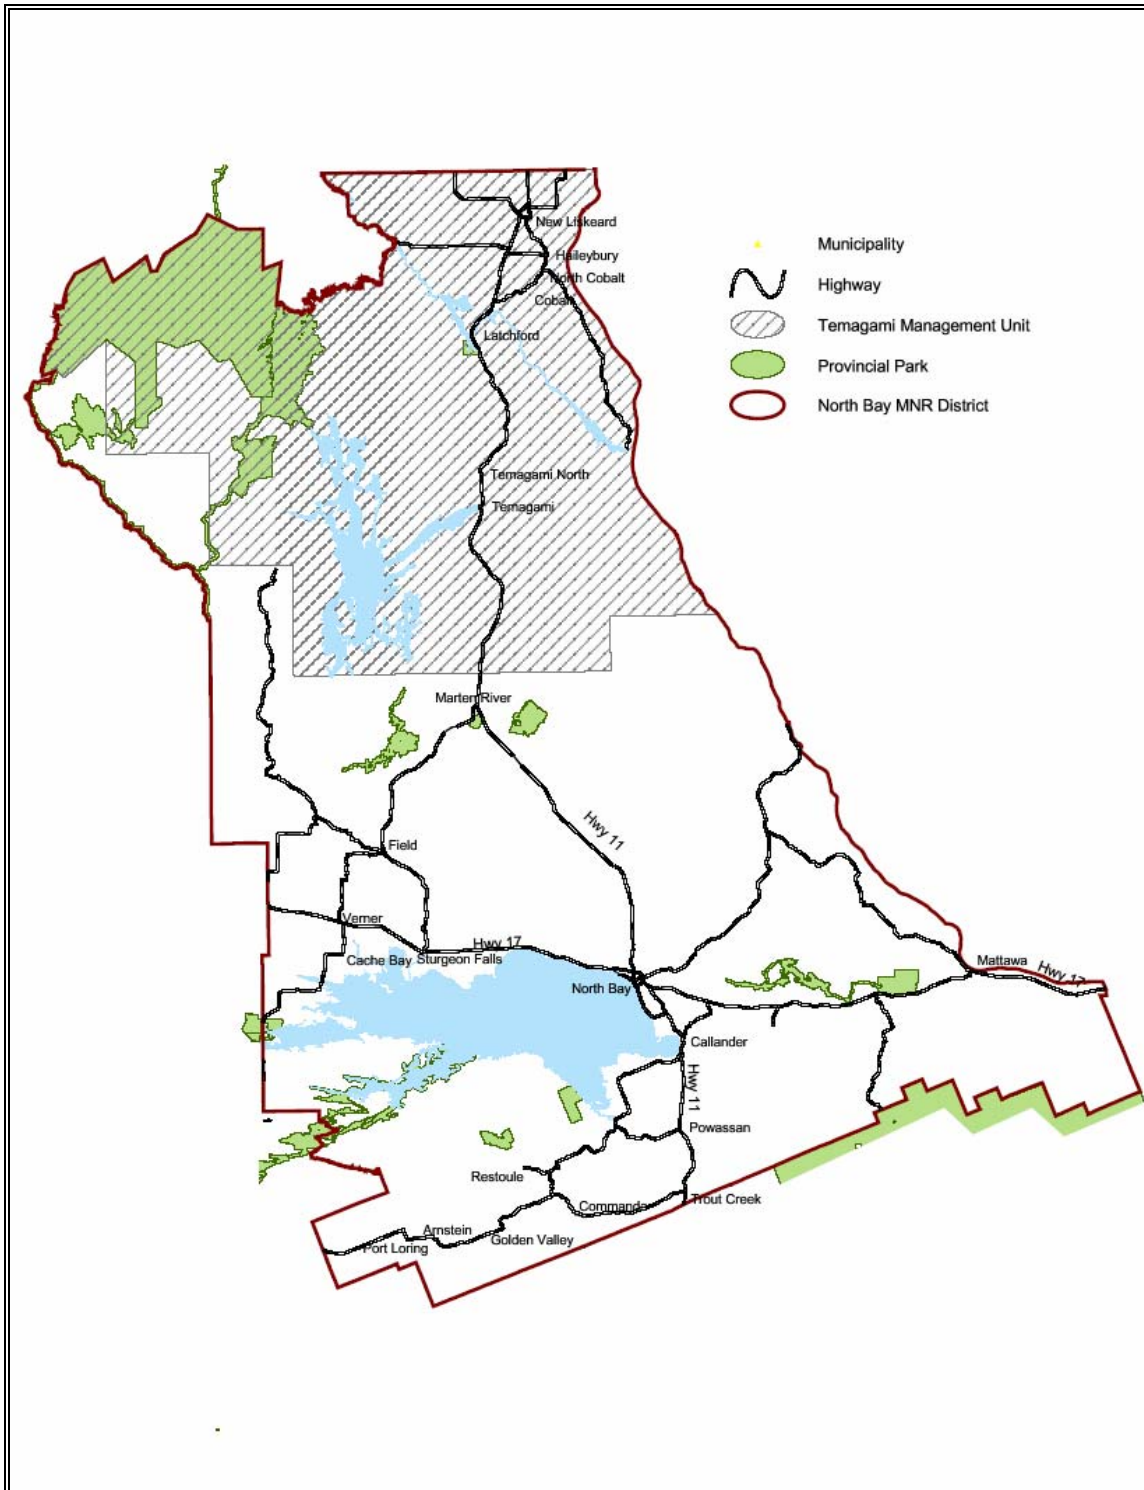 New Liskeard
Municipality
Haileybury
North Cobalt
Highway
Cobalt
Temagami Management Unit
Latchford
Provincial Park
North Bay MNR District
Temagami North
Temagami
Marten River
Hwy 11
Field
Verner
Hwy 17
Cache Bay
Sturgeon Falls
Mattawa
Hwy 17
North Bay
Callander
Hwy 11
Powassan
Restoule
Trout Creek
Commanda
Arnstein
Golden Valley
Port Loring